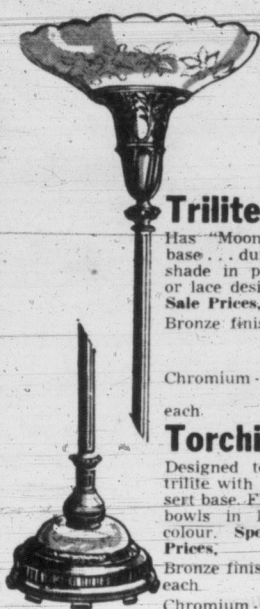 Trilite
Has "Moon
base . . . du
shade in p
or lace desi
Sale Prices,
Bronze finis
Chromium -
each
Torchi
Designed to
trilite with
sert base. F
bowls in
colour. Spe
Prices,
Bronze finis
each
Chromium